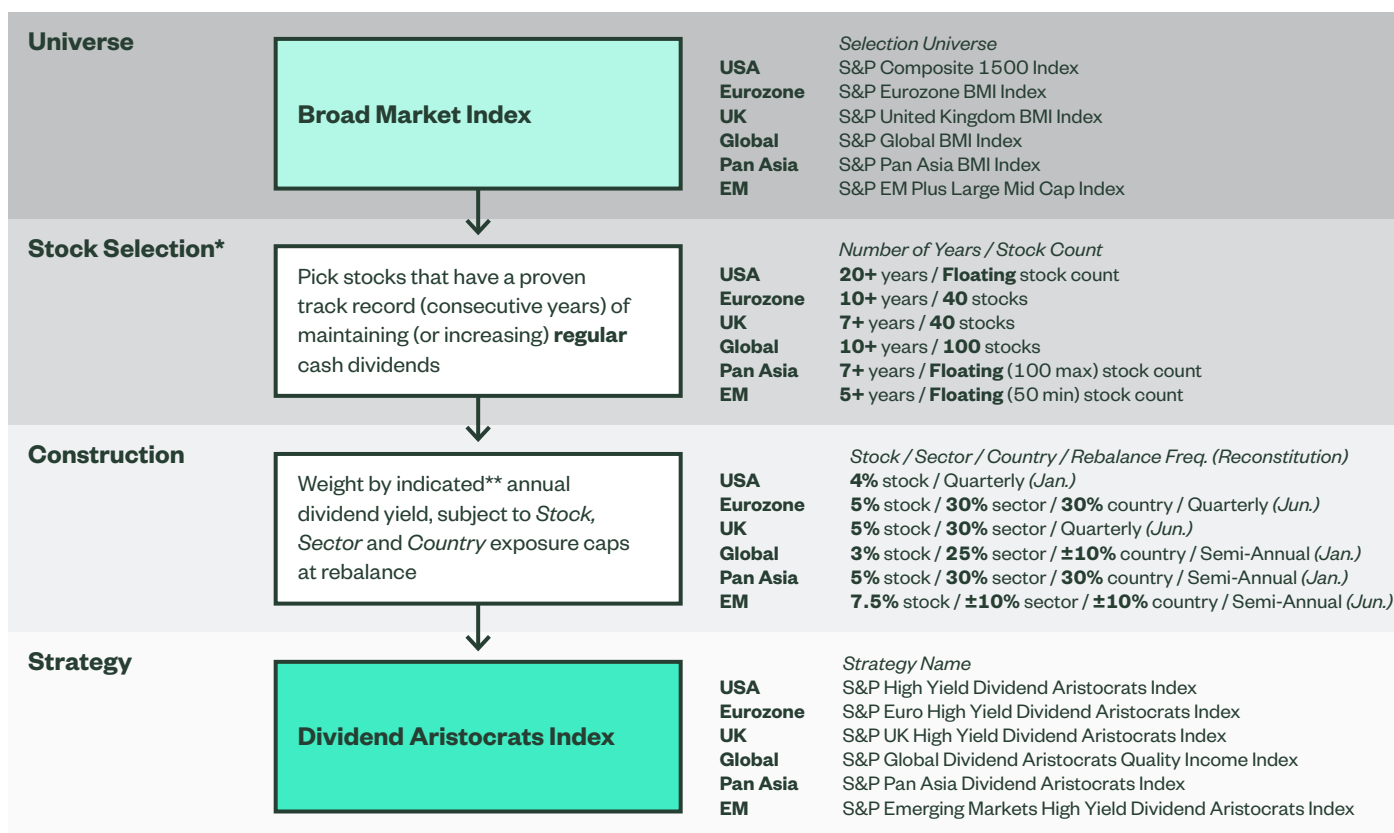 Universe
Broad Market Index
Selection Universe
USA S&P Composite 1500 Index
Eurozone S&P Eurozone BMI Index
UK S&P United Kingdom BMI Index
Global S&P Global BMI Index
Pan Asia S&P Pan Asia BMI Index
EM S&P EM Plus Large Mid Cap Index
Stock Selection*
Pick stocks that have a proven
track record (consecutive years) of
maintaining (or increasing) regular
cash dividends
Number of Years / Stock Count
USA 20+ years / Floating stock count
Eurozone 10+ years / 40 stocks
UK 7+ years / 40 stocks
Global 10+ years / 100 stocks
Pan Asia 7+ years / Floating (100 max) stock count
EM 5+ years / Floating (50 min) stock count
Construction
Weight by indicated** annual
dividend yield, subject to Stock,
Sector and Country exposure caps
at rebalance
Stock / Sector / Country / Rebalance Freq. (Reconstitution)
USA 4% stock / Quarterly (Jan.)
Eurozone 5% stock / 30% sector / 30% country / Quarterly (Jun.)
UK 5% stock / 30% sector / Quarterly (Jun.)
Global 3% stock / 25% sector / ±10% country / Semi-Annual (Jan.)
Pan Asia 5% stock / 30% sector / 30% country / Semi-Annual (Jan.)
EM 7.5% stock / ±10% sector / ±10% country / Semi-Annual (Jun.)
Strategy
Dividend Aristocrats Index
Strategy Name
USA S&P High Yield Dividend Aristocrats Index
Eurozone S&P Euro High Yield Dividend Aristocrats Index
UK S&P UK High Yield Dividend Aristocrats Index
Global S&P Global Dividend Aristocrats Quality Income Index
Pan Asia S&P Pan Asia Dividend Aristocrats Index
EM S&P Emerging Markets High Yield Dividend Aristocrats Index